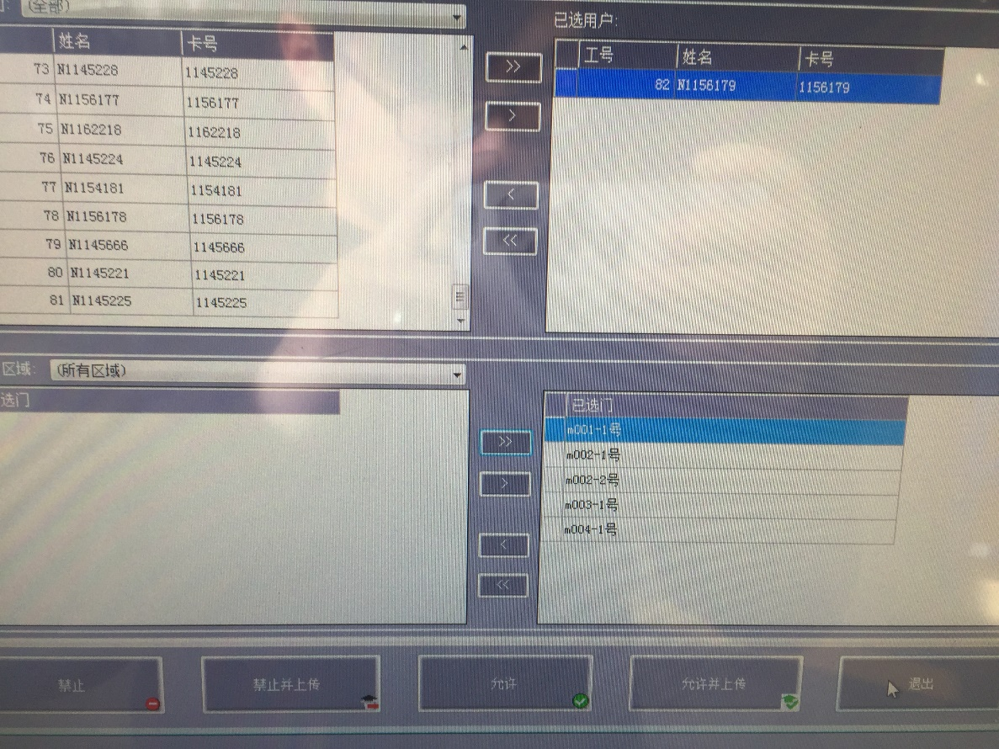 (全部)
已选用户:
姓名 卡号
工号 姓名 卡号
73 N1145228 1145228
82 N1156179 1156179
74 N1156177 1156177
75 N1162218 1162218
76 N1145224 1145224
77 N1154181 1154181
78 N1156178 1156178
79 N1145666 1145666
80 N1145221 1145221
81 N1145225 1145225
>>
>
<
<<
区域: (所有区域)
选门
已选门
m001-1号
m002-1号
m002-2号
m003-1号
m004-1号
>>
>
<
<<
禁止 禁止并上传 允许 允许并上传 退出